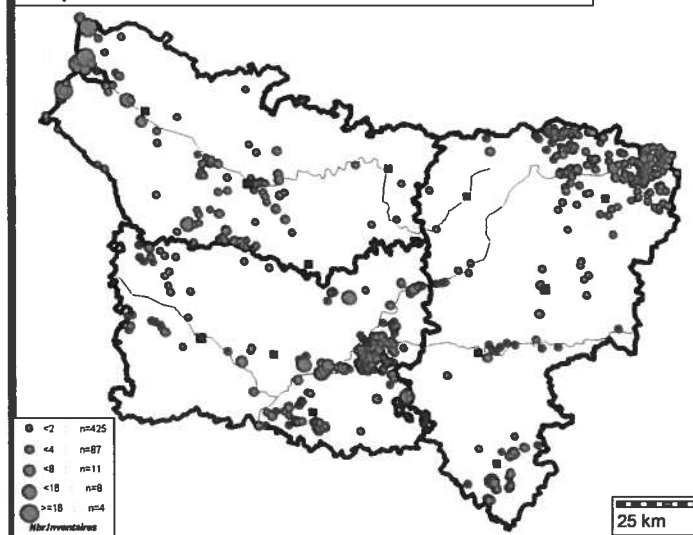 <2 : n=425
<4 : n=87
<8 : n=11
<16 : n=8
>=16 : n=4
Nbr/inventaires
25 km